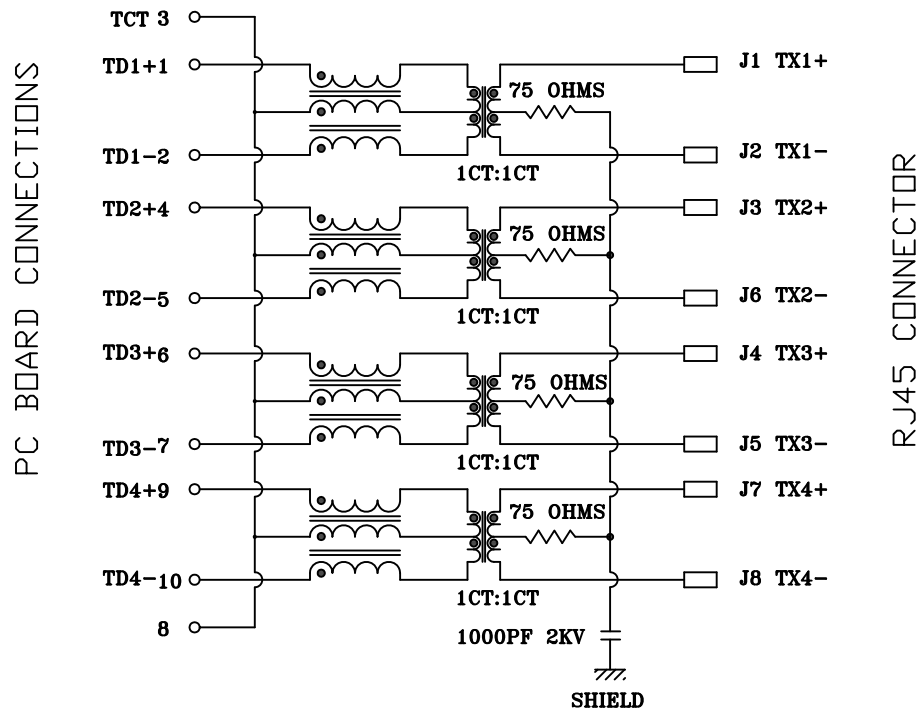 PC BOARD CONNECTIONS
TCT 3
TD1+1
J1 TX1+
75 OHMS
TD1-2
J2 TX1-
1CT:1CT
TD2+4
J3 TX2+
75 OHMS
TD2-5
J6 TX2-
1CT:1CT
TD3+6
J4 TX3+
75 OHMS
TD3-7
J5 TX3-
1CT:1CT
TD4+9
J7 TX4+
75 OHMS
TD4-10
J8 TX4-
1CT:1CT
8
1000PF 2KV
SHIELD
RJ45 CONNECTOR